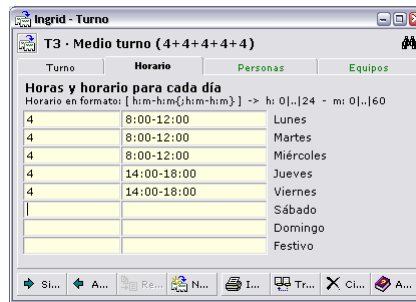 Ingrid - Turno
T3 · Medio turno (4+4+4+4+4)
Turno Horario Personas Equipos
Horas y horario para cada día
Horario en formato: [ h:m-h:m{;h:m-h:m} ] -> h: 0|..|24 - m: 0|..|60
4 8:00-12:00 Lunes
4 8:00-12:00 Martes
4 8:00-12:00 Miércoles
4 14:00-18:00 Jueves
4 14:00-18:00 Viernes
Sábado
Domingo
Festivo
Si... A... Re... N... I... Tr... Ci... A...